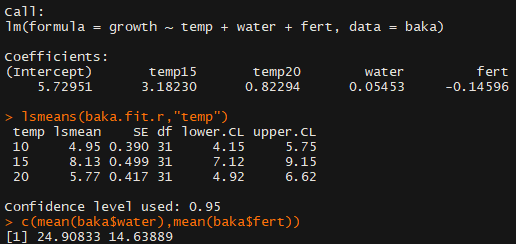 Call:
lm(formula = growth ~ temp + water + fert, data = baka)
Coefficients:
(Intercept) temp15 temp20 water fert
5.72951 3.18230 0.82294 0.05453 -0.14596
> lsmeans(baka.fit.r,"temp")
temp lsmean SE df lower.CL upper.CL
10 4.95 0.390 31 4.15 5.75
15 8.13 0.499 31 7.12 9.15
20 5.77 0.417 31 4.92 6.62
Confidence level used: 0.95
> c(mean(baka$water),mean(baka$fert))
[1] 24.90833 14.63889